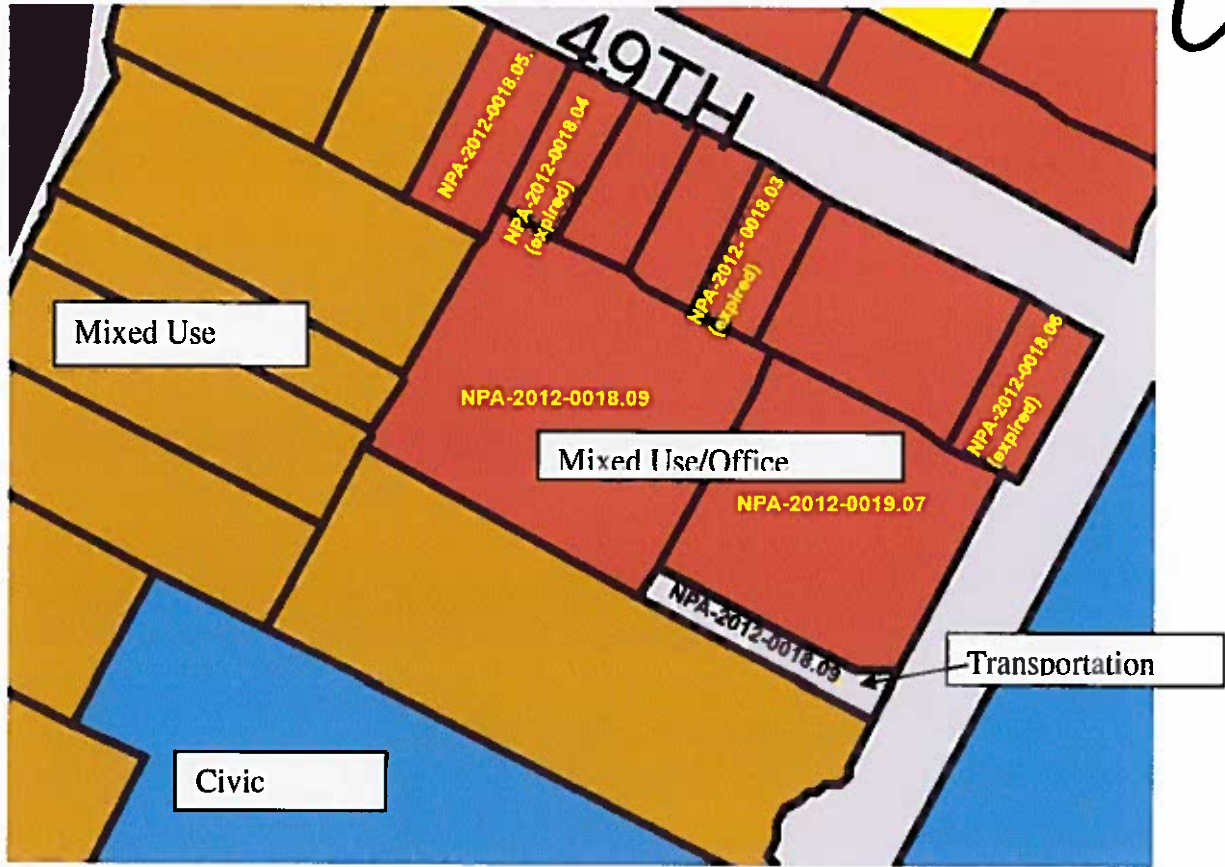 49TH
NPA-2012-0018.05.
NPA-2012-0018.04
(expired)
NPA-2012- 0018.03
(expired)
NPA-2012-0018.06
(expired)
Mixed Use
NPA-2012-0018.09
Mixed Use/Office
NPA-2012-0019.07
NPA-2012-0018.09
Transportation
Civic